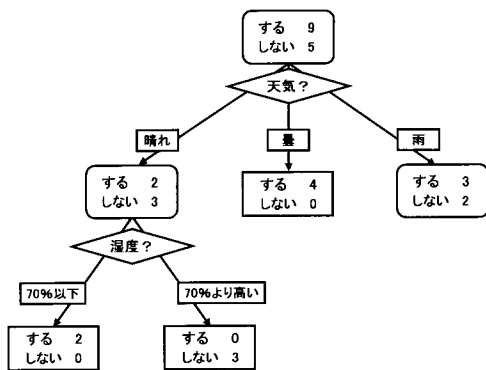 する 9
しない 5
天気?
晴れ
曇
雨
する 2
しない 3
する 4
しない 0
する 3
しない 2
湿度?
70%以下
70%より高い
する 2
しない 0
する 0
しない 3